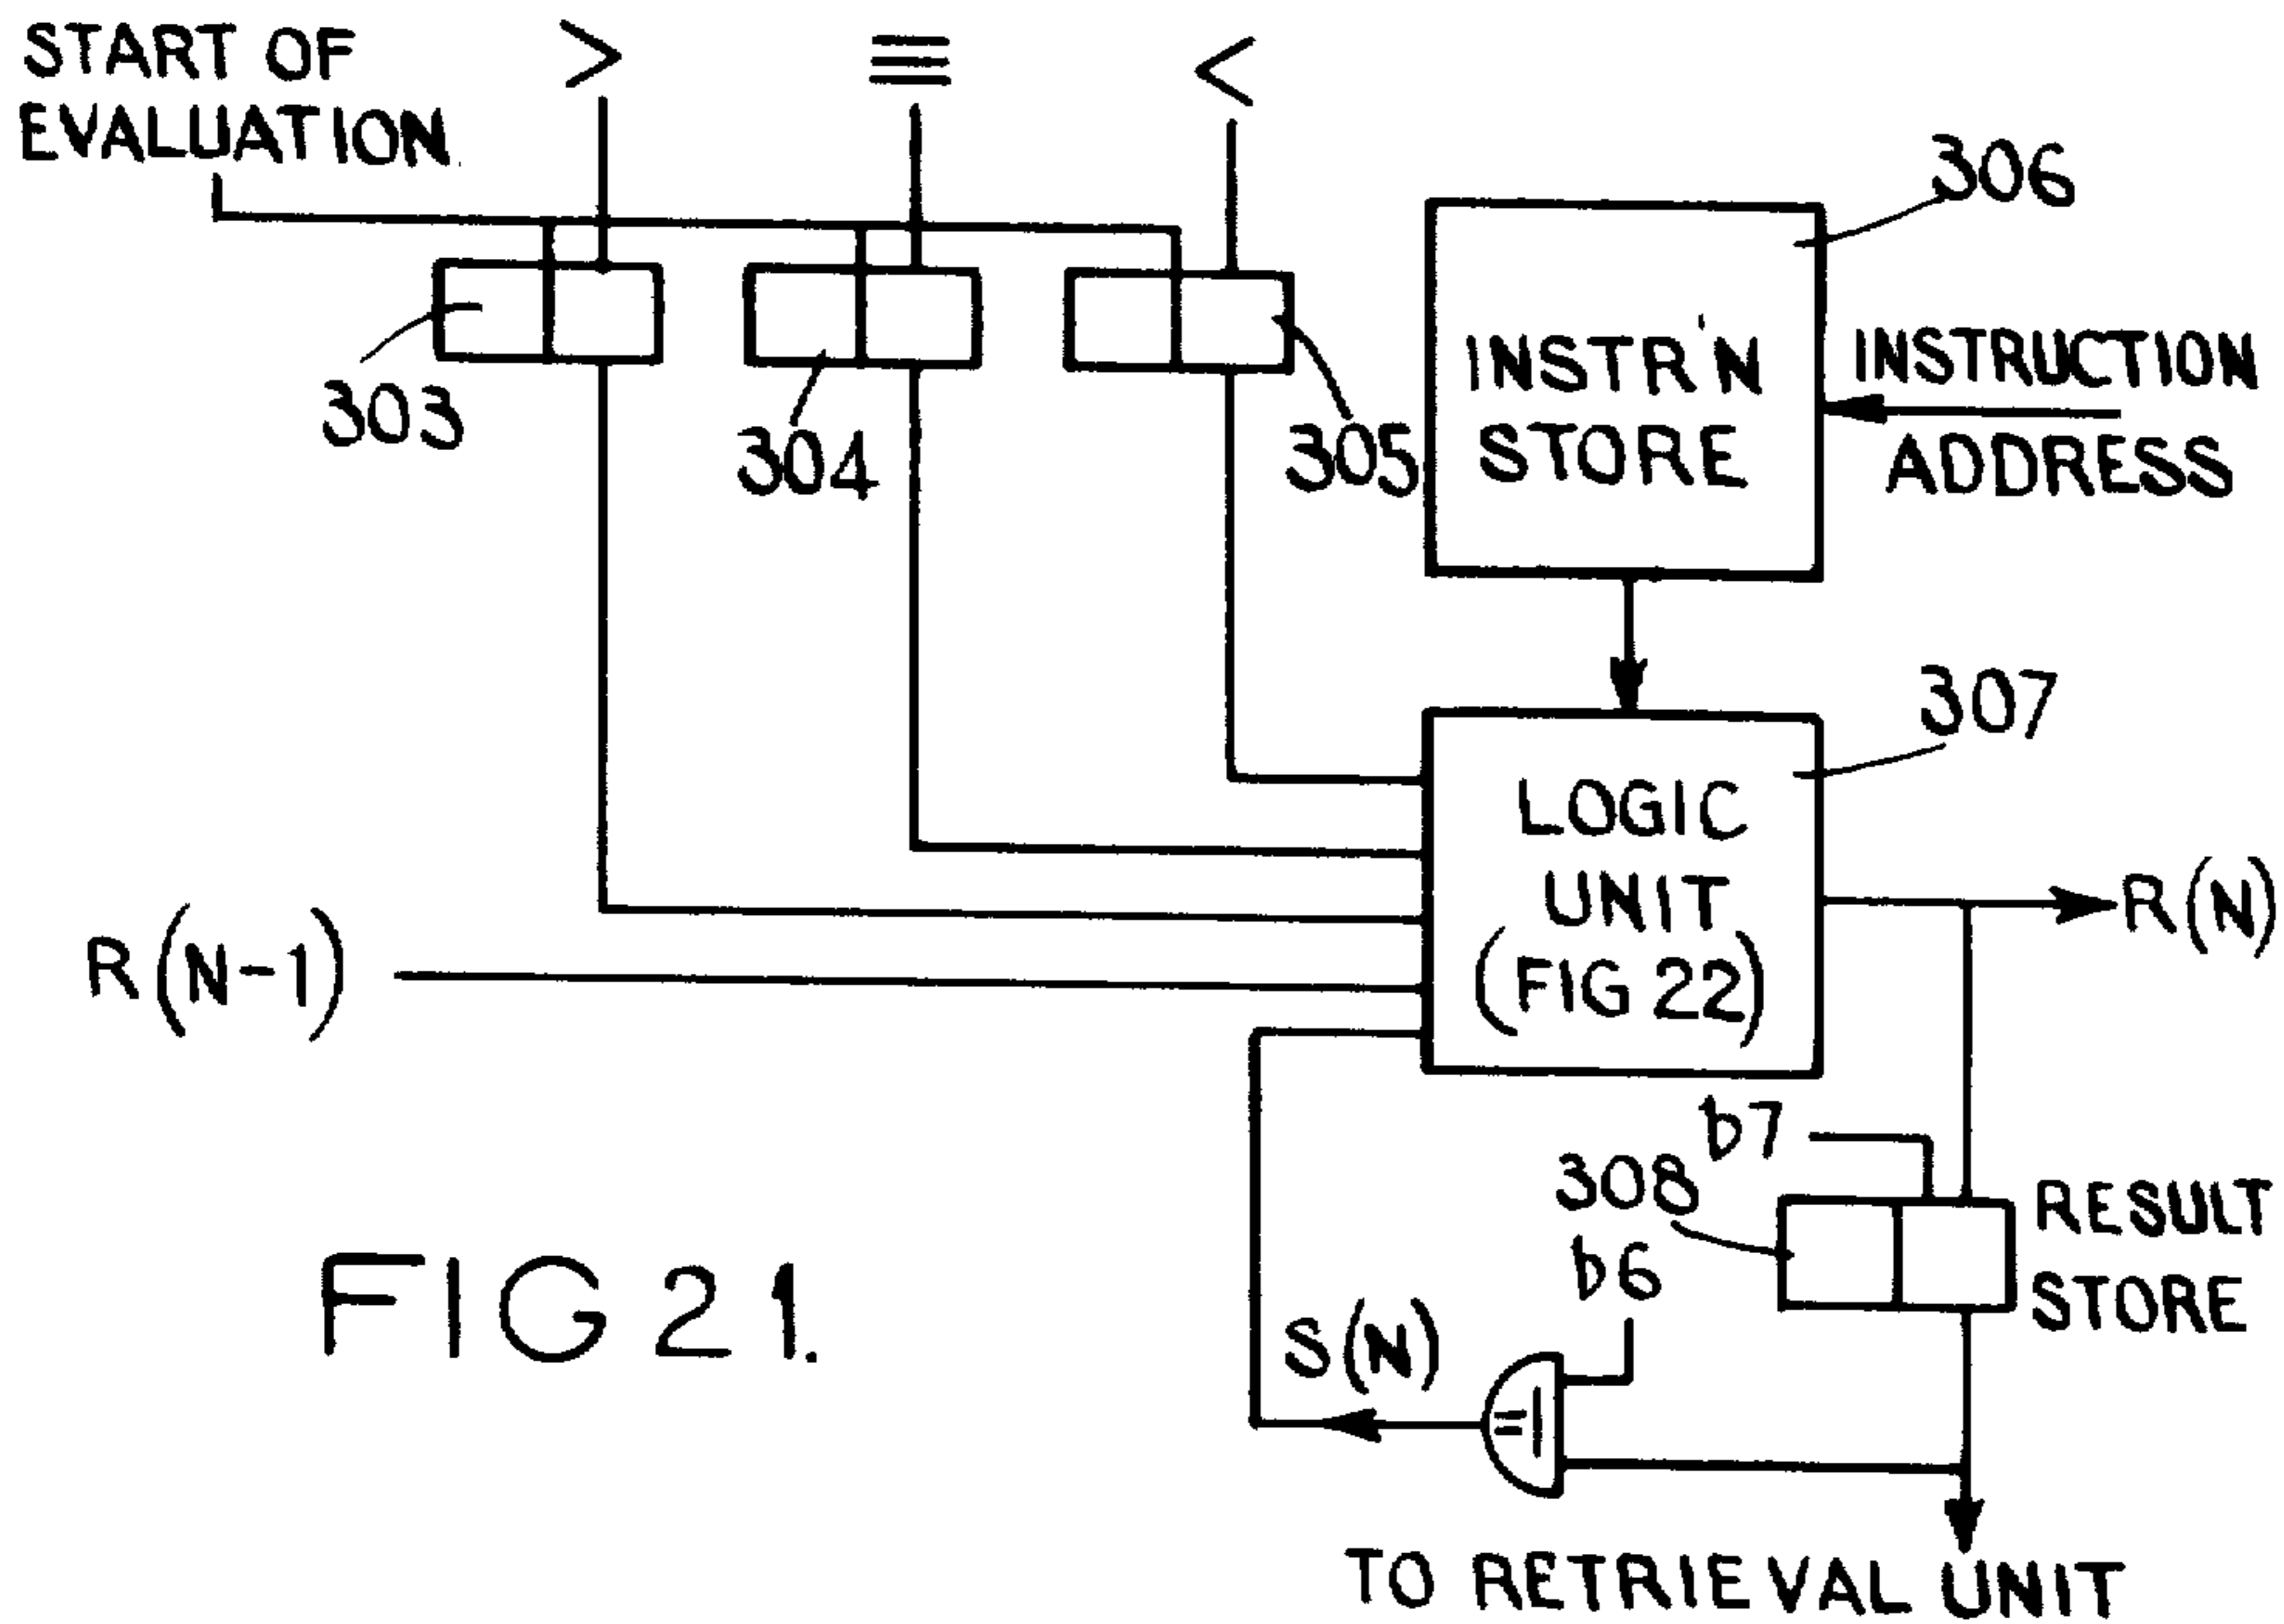 START OF
EVALUATION
>
≡
<
303
304
305
306
INSTR'N
STORE
INSTRUCTION
ADDRESS
307
LOGIC
UNIT
(FIG 22)
R(N-1)
R(N)
b7
308
RESULT
STORE
b6
S(N)
≡
TO RETRIEVAL UNIT
FIG 21.